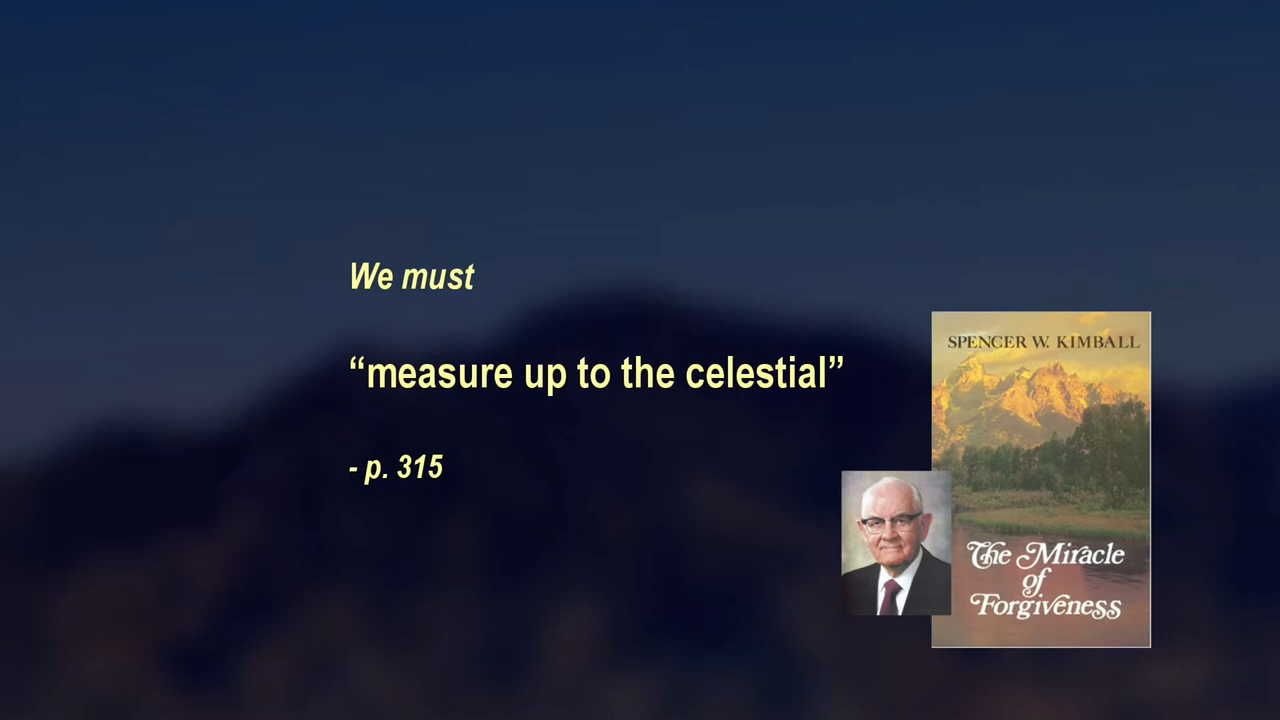 We must
“measure up to the celestial”
- p. 315
SPENCER W. KIMBALL
The Miracle
of
Forgiveness